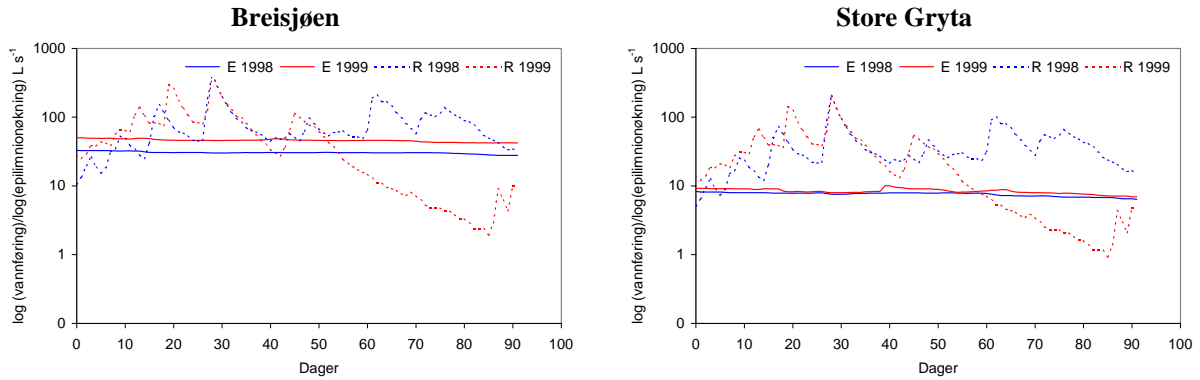 Breisjøen
1000
100
10
1
0
log (vannføring)/log(epilimnionøkning) L s-1
E 1998 E 1999 R 1998 R 1999
0 10 20 30 40 50 60 70 80 90 100
Dager
Store Gryta
1000
100
10
1
0
log (vannføring)/log(epilimnionøkning) L s-1
E 1998 E 1999 R 1998 R 1999
0 10 20 30 40 50 60 70 80 90 100
Dager